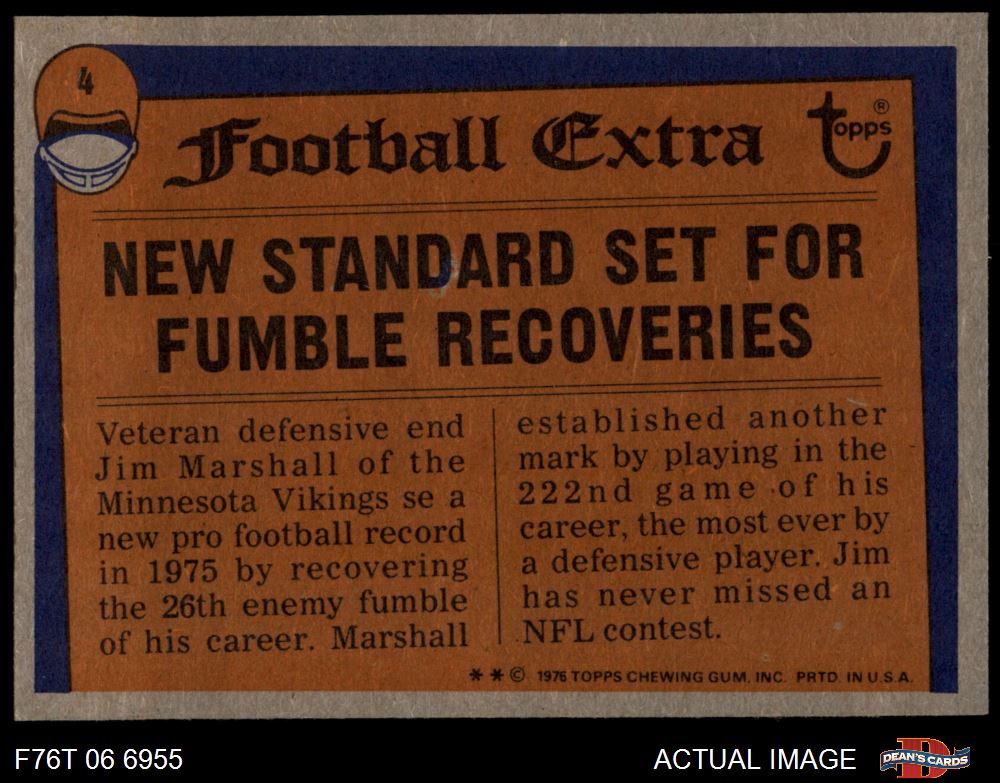 4
Football Extra
Topps®
NEW STANDARD SET FOR
FUMBLE RECOVERIES
Veteran defensive end
Jim Marshall of the
Minnesota Vikings se a
new pro football record
in 1975 by recovering
the 26th enemy fumble
of his career. Marshall
established another
mark by playing in the
222nd game of his
career, the most ever by
a defensive player. Jim
has never missed an
NFL contest.
* * © 1976 TOPPS CHEWING GUM, INC. PRTD. IN U.S.A.
F76T 06 6955
ACTUAL IMAGE
D
DEAN'S CARDS